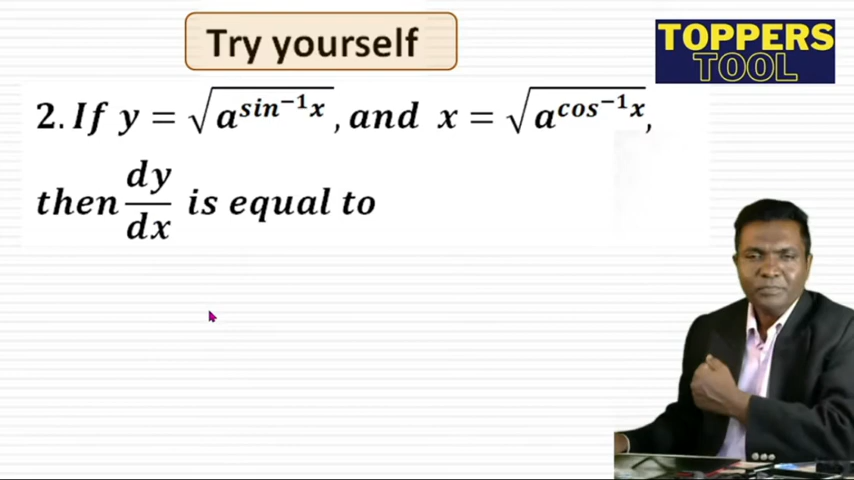 Try yourself
TOPPERS
TOOL
2. If y = √(a^(sin⁻¹x)), and x = √(a^(cos⁻¹x)),
then dy/dx is equal to